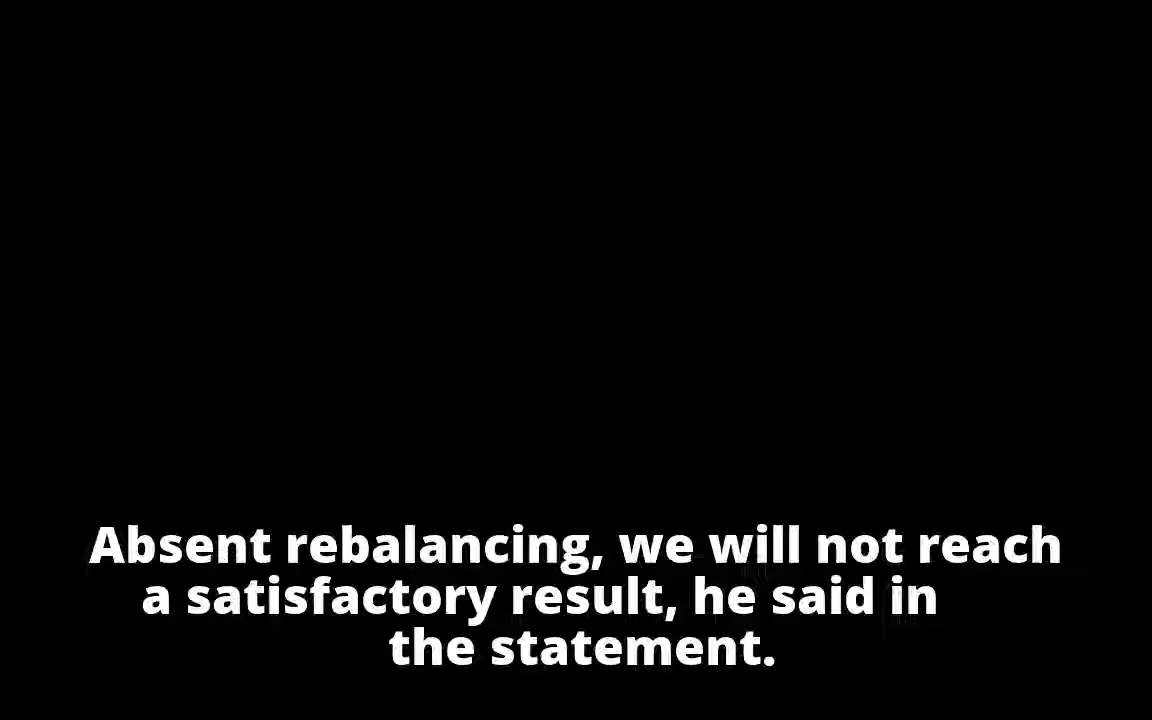 Absent rebalancing, we will not reach
a satisfactory result, he said in
the statement.